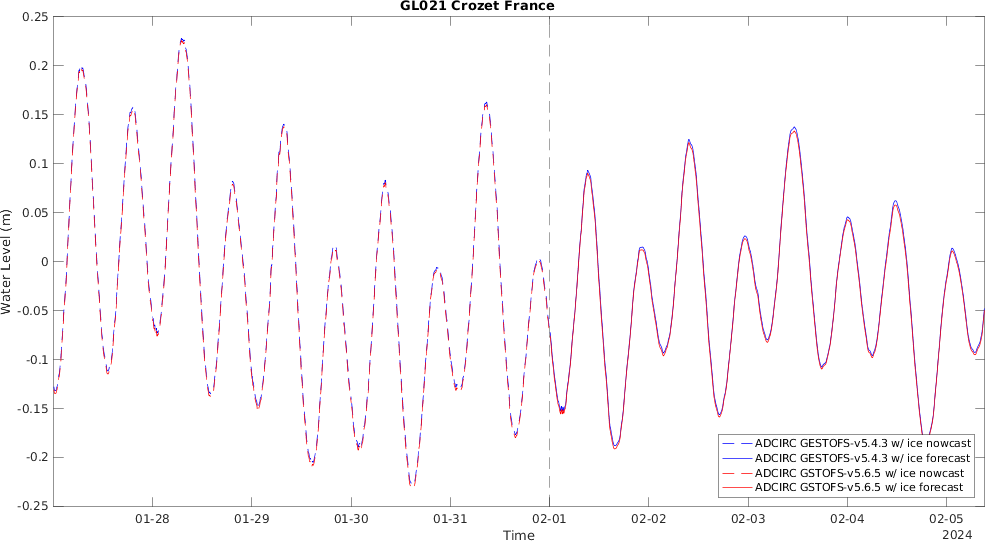 GL021 Crozet France
0.25
0.2
0.15
0.1
0.05
0
-0.05
-0.1
-0.15
-0.2
-0.25
Water Level (m)
ADCIRC GESTOFS-v5.4.3 w/ ice nowcast
ADCIRC GESTOFS-v5.4.3 w/ ice forecast
ADCIRC GSTOFS-v5.6.5 w/ ice nowcast
ADCIRC GSTOFS-v5.6.5 w/ ice forecast
01-28 01-29 01-30 01-31 02-01 02-02 02-03 02-04 02-05
Time
2024